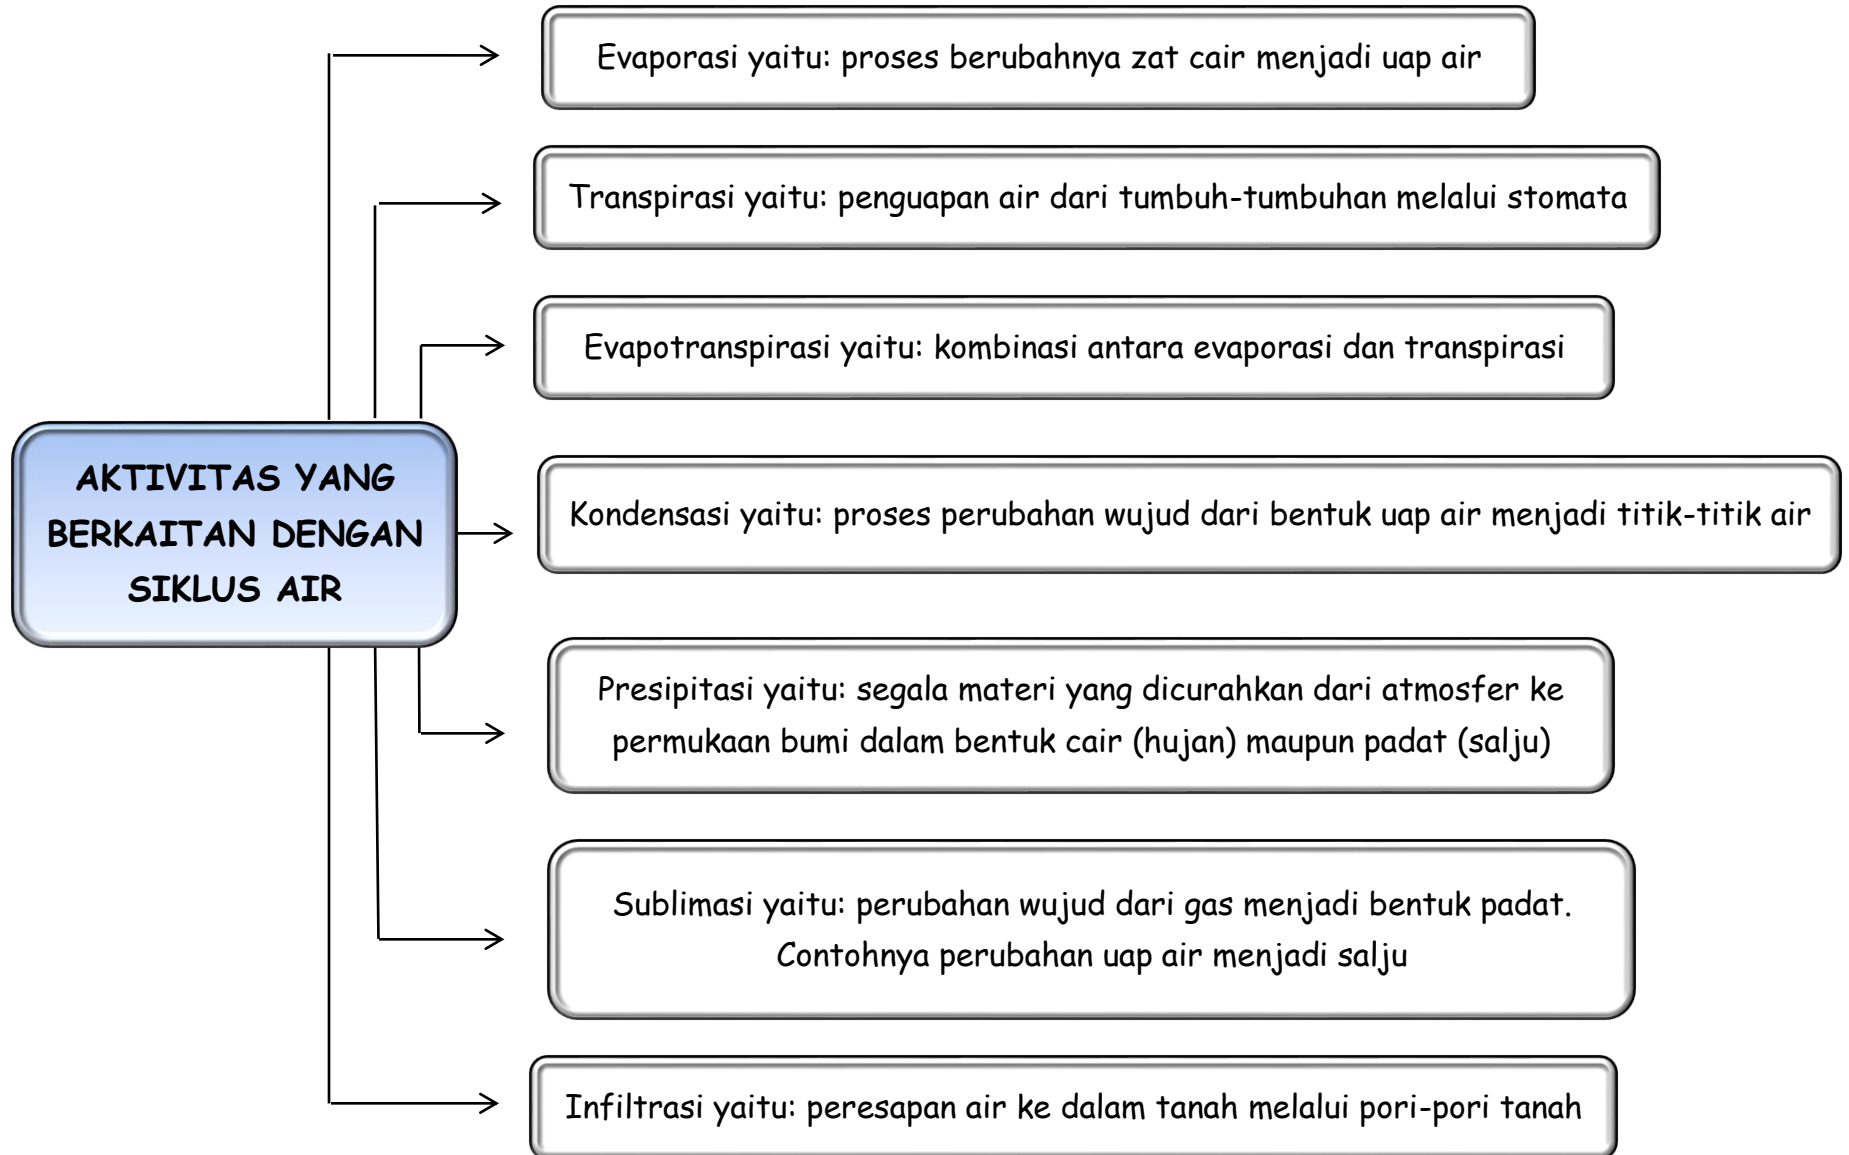 Evaporasi yaitu: proses berubahnya zat cair menjadi uap air
Transpirasi yaitu: penguapan air dari tumbuh-tumbuhan melalui stomata
Evapotranspirasi yaitu: kombinasi antara evaporasi dan transpirasi
AKTIVITAS YANG
BERKAITAN DENGAN
SIKLUS AIR
Kondensasi yaitu: proses perubahan wujud dari bentuk uap air menjadi titik-titik air
Presipitasi yaitu: segala materi yang dicurahkan dari atmosfer ke
permukaan bumi dalam bentuk cair (hujan) maupun padat (salju)
Sublimasi yaitu: perubahan wujud dari gas menjadi bentuk padat.
Contohnya perubahan uap air menjadi salju
Infiltrasi yaitu: peresapan air ke dalam tanah melalui pori-pori tanah